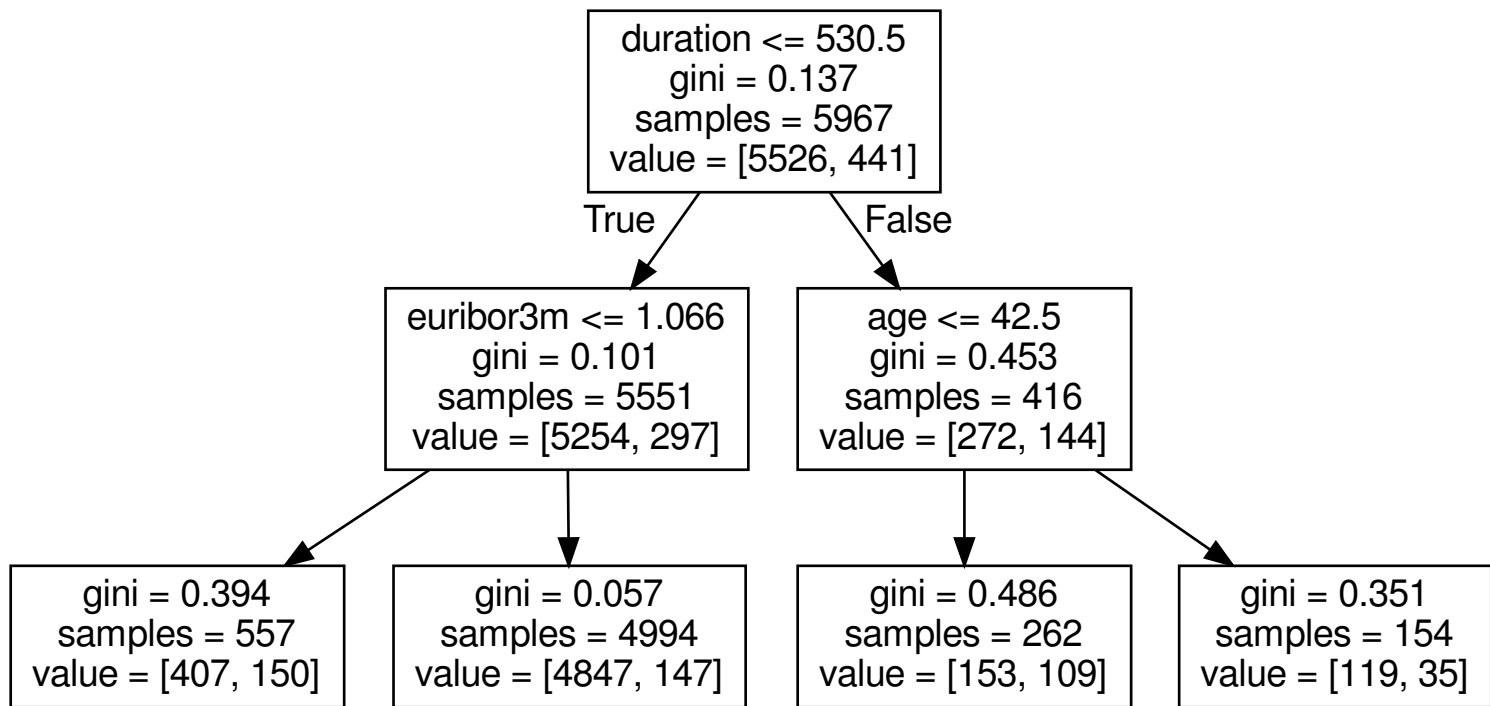 duration <= 530.5
gini = 0.137
samples = 5967
value = [5526, 441]
True
False
euribor3m <= 1.066
gini = 0.101
samples = 5551
value = [5254, 297]
age <= 42.5
gini = 0.453
samples = 416
value = [272, 144]
gini = 0.394
samples = 557
value = [407, 150]
gini = 0.057
samples = 4994
value = [4847, 147]
gini = 0.486
samples = 262
value = [153, 109]
gini = 0.351
samples = 154
value = [119, 35]